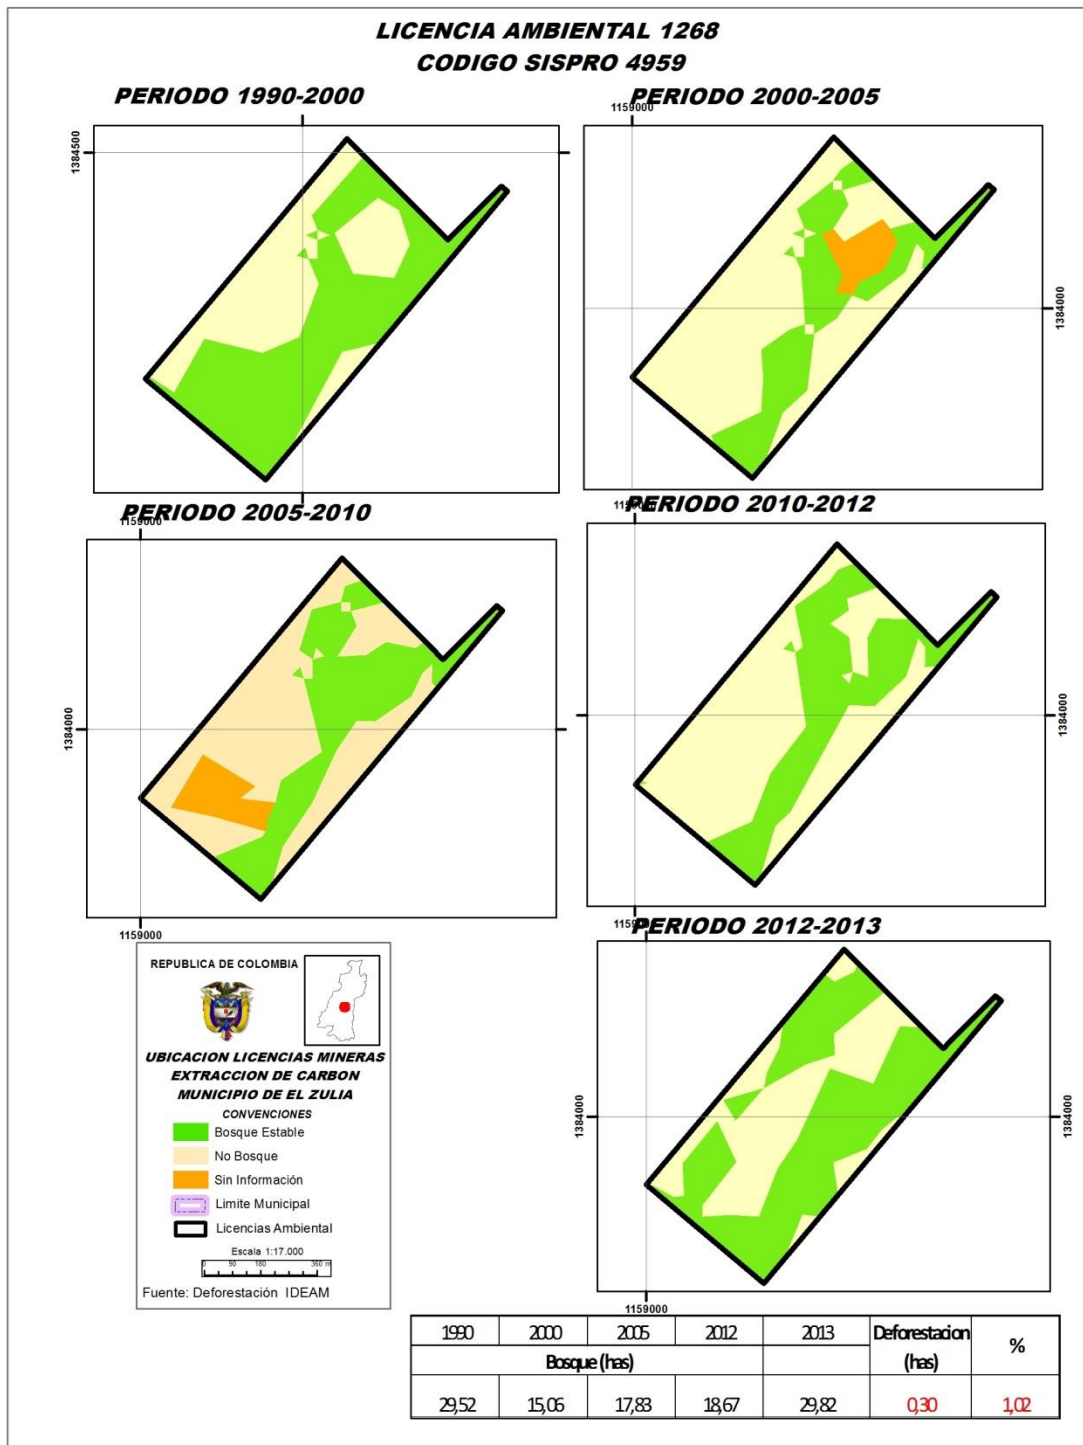 LICENCIA AMBIENTAL 1268
CODIGO SISPRO 4959
PERIODO 1990-2000
PERIODO 2000-2005
1159000
1384500
1384000
PERIODO 2005-2010
PERIODO 2010-2012
1159000
1384000
1384000
1159000
PERIODO 2012-2013
1384000
1384000
1159000
REPUBLICA DE COLOMBIA
UBICACION LICENCIAS MINERAS
EXTRACCION DE CARBON
MUNICIPIO DE EL ZULIA
CONVENCIONES
Bosque Estable
No Bosque
Sin Información
Limite Municipal
Licencias Ambiental
Escala 1:17.000
0 90 180 360 m
Fuente: Deforestación IDEAM
1990 2000 2005 2012 2013 Deforestacion (has) %
Bosque (has)
29,52 15,06 17,83 18,67 29,82 0,30 1,02